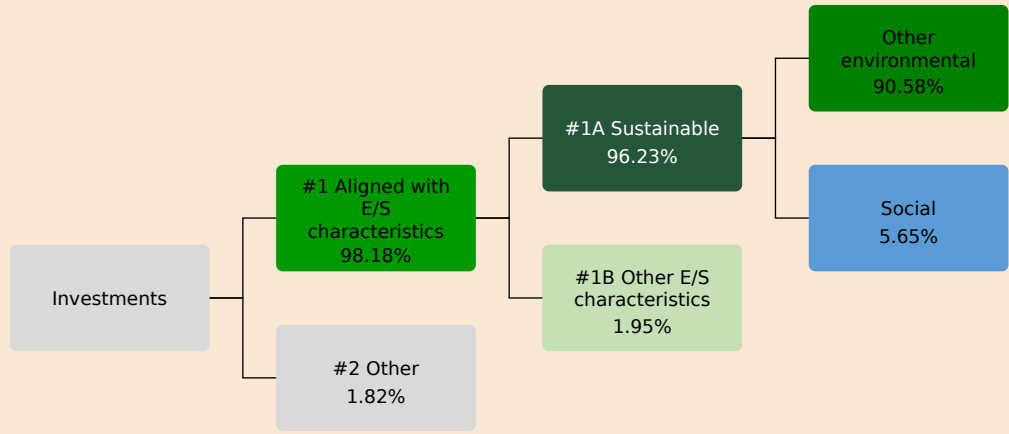 Investments
#1 Aligned with
E/S
characteristics
98.18%
#2 Other
1.82%
#1A Sustainable
96.23%
#1B Other E/S
characteristics
1.95%
Other
environmental
90.58%
Social
5.65%